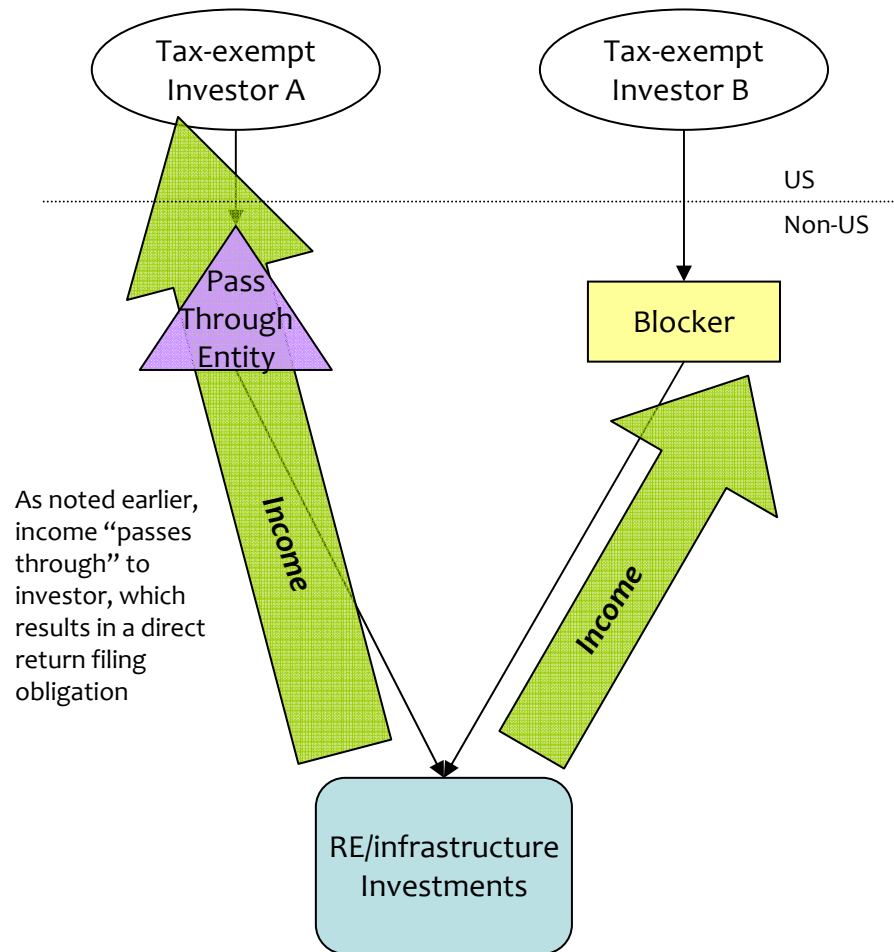 Tax-exempt
Investor A
Tax-exempt
Investor B
US
Non-US
Pass
Through
Entity
Blocker
As noted earlier,
income “passes
through” to
investor, which
results in a direct
return filing
obligation
Income
Income
RE/infrastructure
Investments